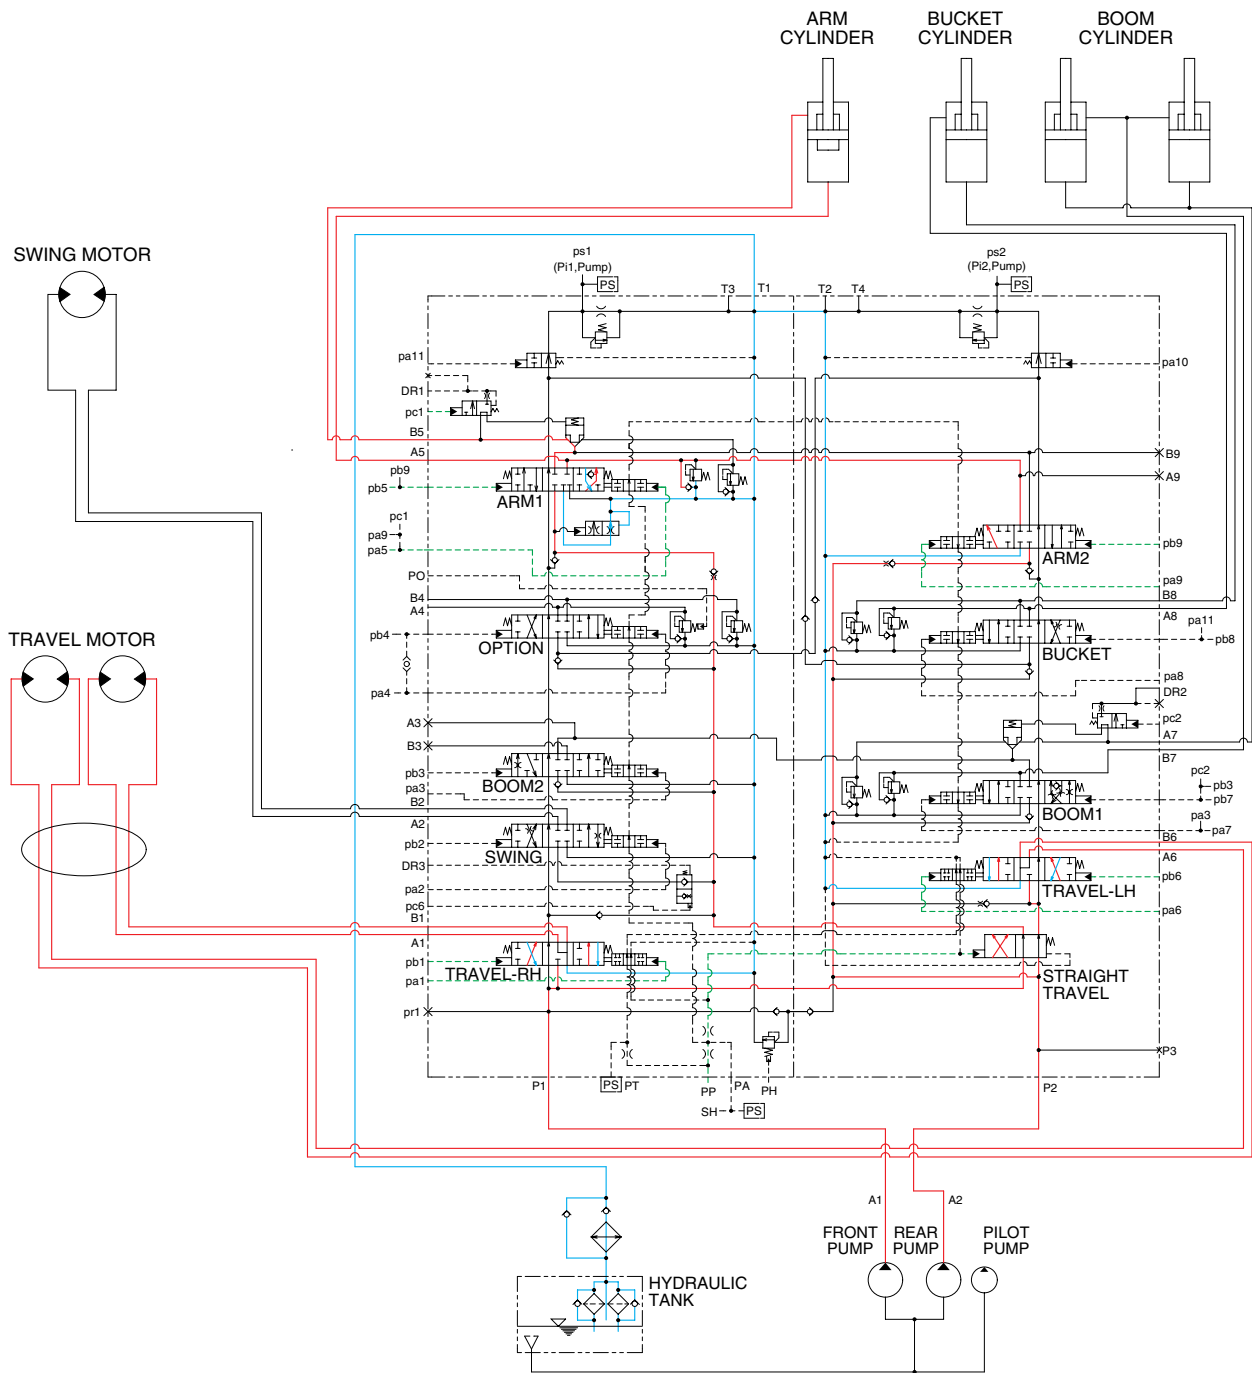 ARM
CYLINDER
BUCKET
CYLINDER
BOOM
CYLINDER
SWING MOTOR
TRAVEL MOTOR
ps1
(Pi1,Pump)
PS
ps2
(Pi2,Pump)
PS
T3
T1
T2
T4
pa11
DR1
pc1
B5
A5
pb9
pb5
pc1
pa9
pa5
PO
B4
A4
pb4
pa4
A3
B3
pb3
pa3
B2
A2
pb2
DR3
pa2
pc6
B1
A1
pb1
pa1
pr1
ARM1
OPTION
BOOM2
SWING
TRAVEL-RH
pa10
B9
A9
pb9
pa9
B8
A8
pa11
pb8
pa8
DR2
pc2
A7
B7
pc2
pb3
pb7
pa3
pa7
B6
A6
pb6
pa6
P3
ARM2
BUCKET
BOOM1
TRAVEL-LH
STRAIGHT
TRAVEL
P1
PS
PT
PP
PA
PH
SH
PS
P2
A1
A2
FRONT
PUMP
REAR
PUMP
PILOT
PUMP
HYDRAULIC
TANK